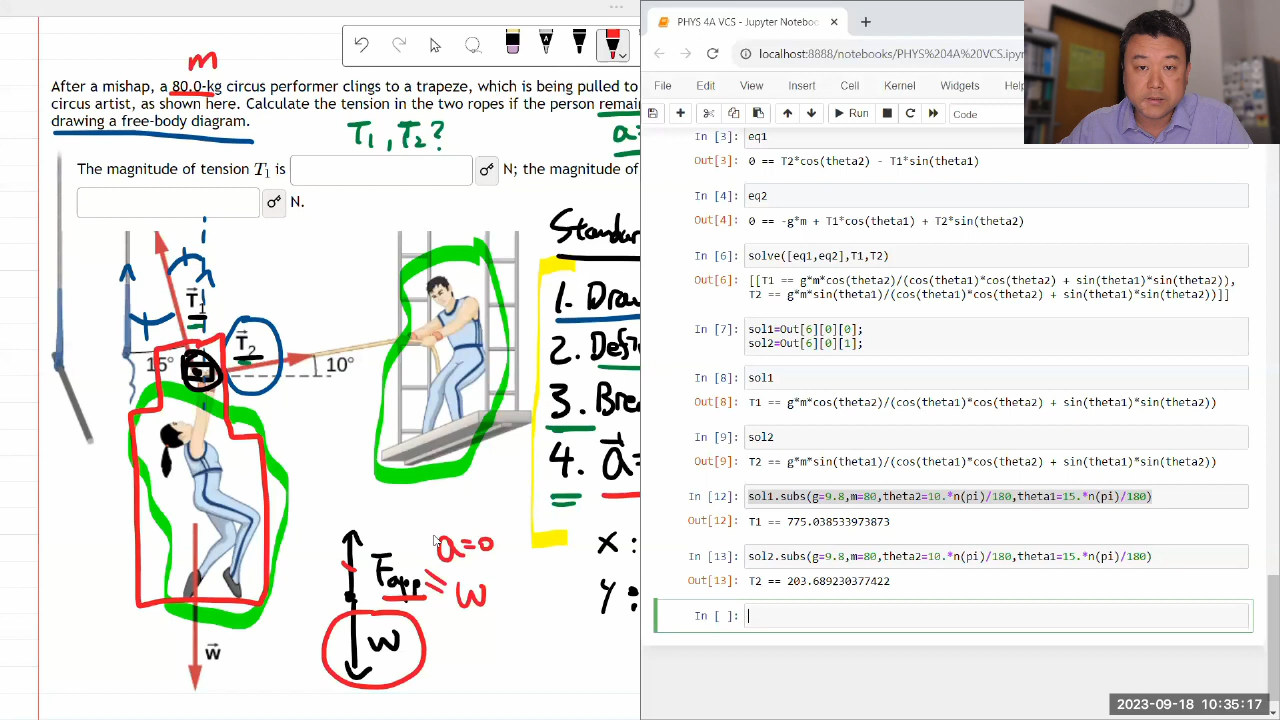 m
After a mishap, a 80.0-kg circus performer clings to a trapeze, which is being pulled to
circus artist, as shown here. Calculate the tension in the two ropes if the person remain
drawing a free-body diagram.
T1, T2?
a=
The magnitude of tension T1 is
N; the magnitude of
N.
T1
T2
15°
10°
w
Standar
1. Draw
2. Defi
3. Bre
4. a=
x:
y:
a=0
Fapp = w
w
PHYS 4A VCS - Jupyter Noteboo
localhost:8888/notebooks/PHYS%204A%20VCS.ipyn
File Edit View Insert Cell Kernel Widgets
Run Code
In [3]: eq1
Out[3]: 0 == T2*cos(theta2) - T1*sin(theta1)
In [4]: eq2
Out[4]: 0 == -g*m + T1*cos(theta1) + T2*sin(theta2)
In [6]: solve([eq1,eq2],T1,T2)
Out[6]: [[T1 == g*m*cos(theta2)/(cos(theta1)*cos(theta2) + sin(theta1)*sin(theta2)),
T2 == g*m*sin(theta1)/(cos(theta1)*cos(theta2) + sin(theta1)*sin(theta2))]]
In [7]: sol1=Out[6][0][0];
sol2=Out[6][0][1];
In [8]: sol1
Out[8]: T1 == g*m*cos(theta2)/(cos(theta1)*cos(theta2) + sin(theta1)*sin(theta2))
In [9]: sol2
Out[9]: T2 == g*m*sin(theta1)/(cos(theta1)*cos(theta2) + sin(theta1)*sin(theta2))
In [12]: sol1.subs(g=9.8,m=80,theta2=10.*n(pi)/180,theta1=15.*n(pi)/180)
Out[12]: T1 == 775.038533973873
In [13]: sol2.subs(g=9.8,m=80,theta2=10.*n(pi)/180,theta1=15.*n(pi)/180)
Out[13]: T2 == 203.689310377422
In [ ]:
2023-09-18 10:35:17